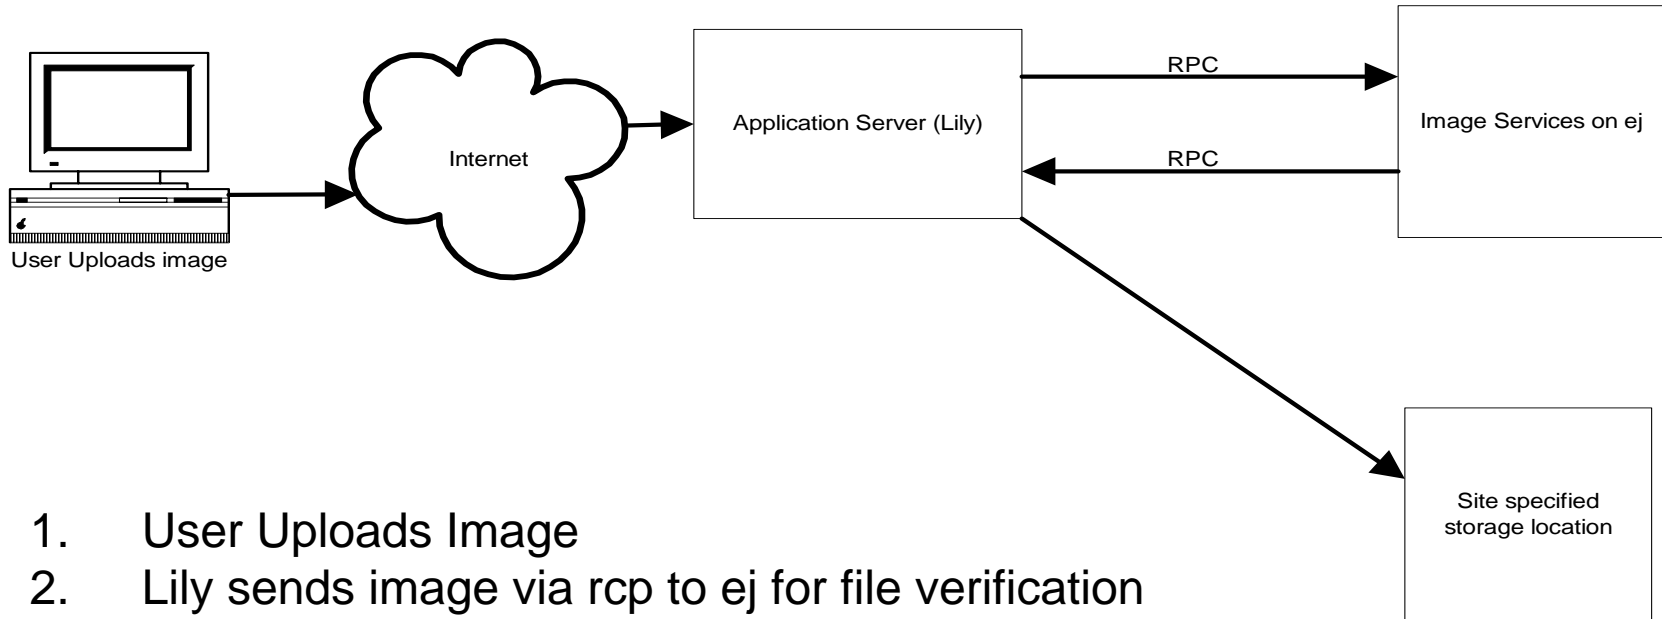 RPC
Application Server (Lily)
Image Services on ej
Internet
RPC
User Uploads image
Site specified
storage location
1. User Uploads Image
2. Lily sends image via rcp to ej for file verification